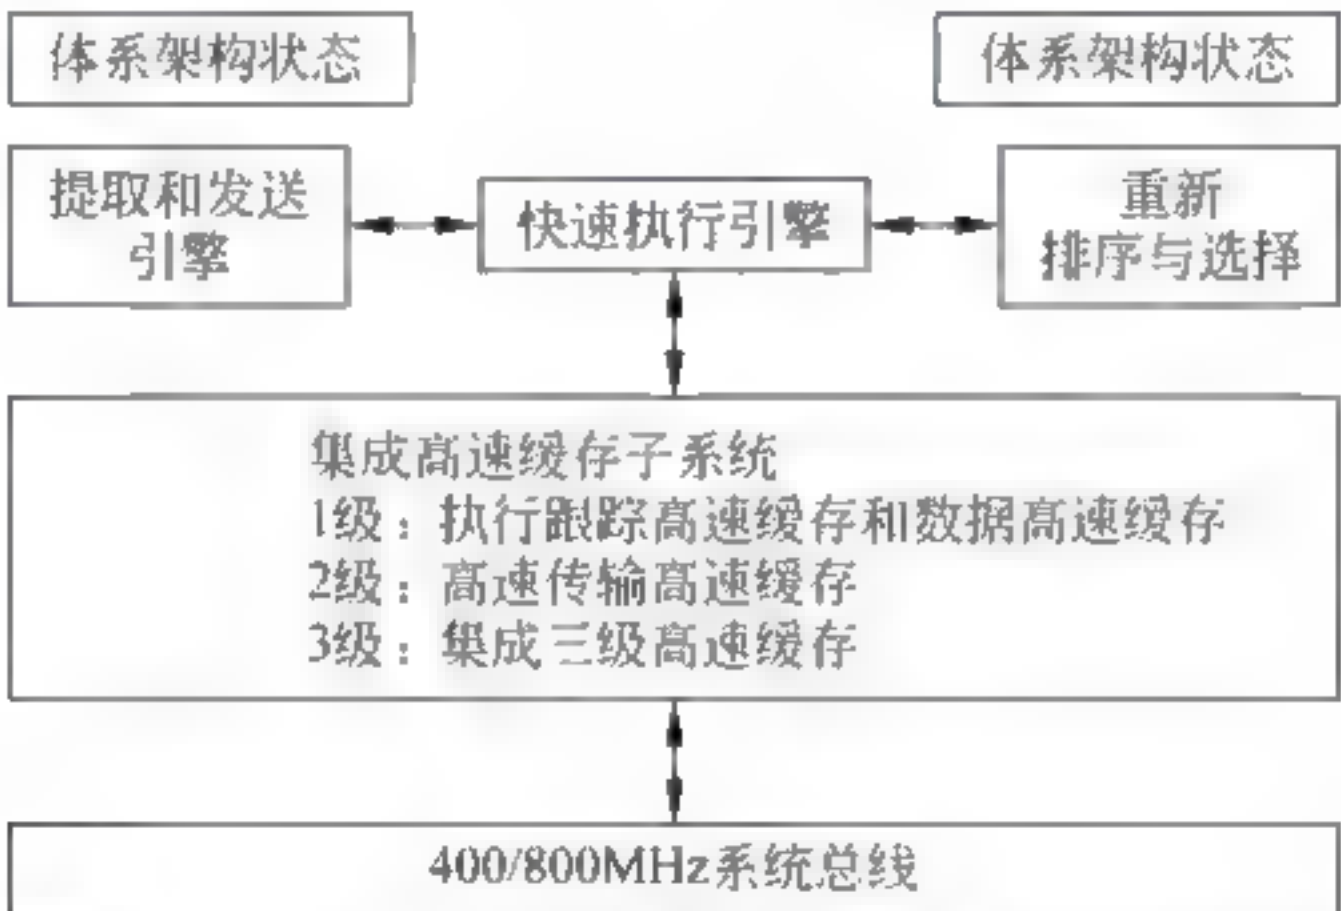 体系架构状态
体系架构状态
提取和发送
引擎
快速执行引擎
重新
排序与选择
集成高速缓存子系统
1级：执行跟踪高速缓存和数据高速缓存
2级：高速传输高速缓存
3级：集成三级高速缓存
400/800MHz系统总线